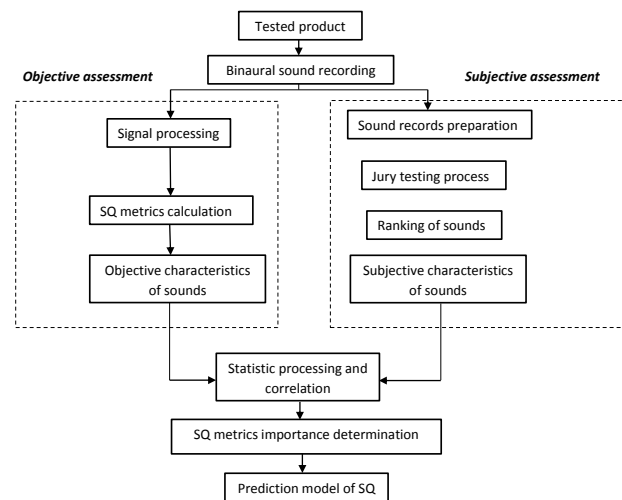 Tested product
Binaural sound recording
Objective assessment
Subjective assessment
Signal processing
SQ metrics calculation
Objective characteristics
of sounds
Sound records preparation
Jury testing process
Ranking of sounds
Subjective characteristics
of sounds
Statistic processing and
correlation
SQ metrics importance determination
Prediction model of SQ